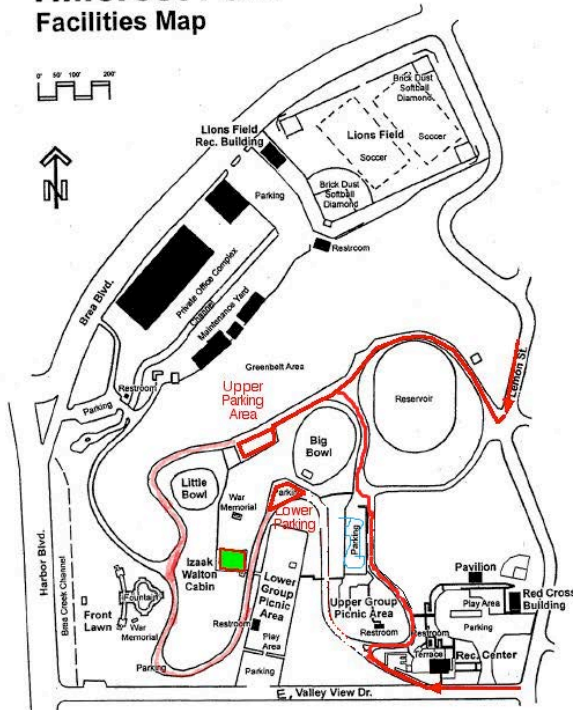 Facilities Map
0' 50' 100' 200'
N
Brick Dust
Softball
Diamond
Lions Field
Soccer
Soccer
Lions Field
Rec. Building
Parking
Brick Dust
Softball
Diamond
Restroom
Brea Blvd.
Private Office Complex
Channel
Maintenance Yard
Lemon St.
Greenbelt Area
Restroom
Parking
Upper
Parking
Area
Reservoir
Big
Bowl
Little
Bowl
War
Memorial
Parking
Lower
Parking
Parking
Izaak
Walton
Cabin
Harbor Blvd.
Brea Creek Channel
Fountain
Front
Lawn
War
Memorial
Lower
Group
Picnic
Area
Upper Group
Picnic Area
Restroom
Restroom
Play
Area
Pavilion
Red Cross
Building
Play Area
Parking
Restroom
Terrace
Rec. Center
Parking
Parking
E. Valley View Dr.